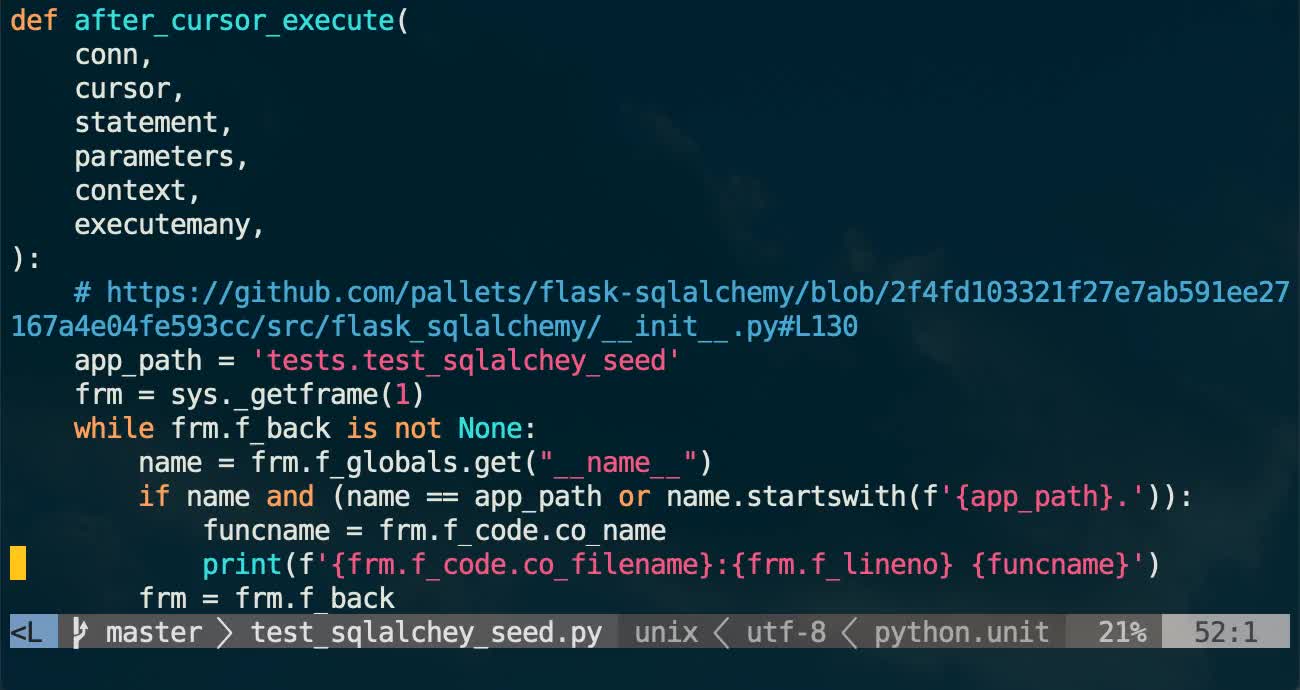 def after_cursor_execute(
    conn,
    cursor,
    statement,
    parameters,
    context,
    executemany,
):
    # https://github.com/pallets/flask-sqlalchemy/blob/2f4fd103321f27e7ab591ee27
167a4e04fe593cc/src/flask_sqlalchemy/__init__.py#L130
    app_path = 'tests.test_sqlalchey_seed'
    frm = sys._getframe(1)
    while frm.f_back is not None:
        name = frm.f_globals.get("__name__")
        if name and (name == app_path or name.startswith(f'{app_path}.')):
            funcname = frm.f_code.co_name
            print(f'{frm.f_code.co_filename}:{frm.f_lineno} {funcname}')
        frm = frm.f_back
<L master > test_sqlalchey_seed.py unix < utf-8 < python.unit 21% 52:1